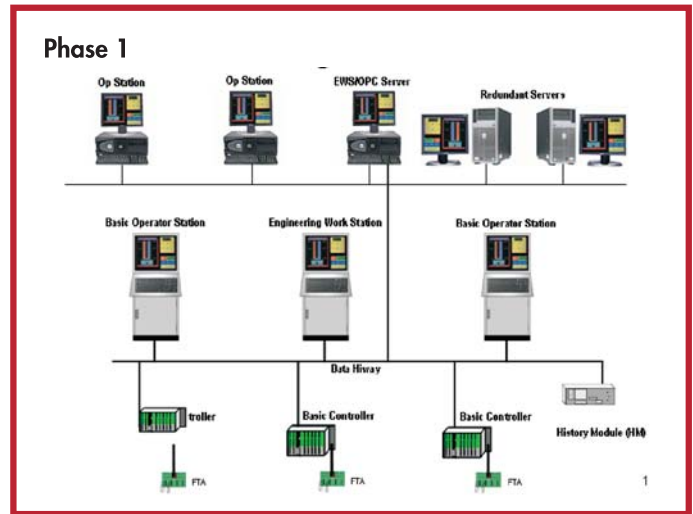 Phase 1
Op Station
Op Station
EWS/OPC Server
Redundant Servers
Basic Operator Station
Engineering Work Station
Basic Operator Station
Data Hiway
troller
Basic Controller
Basic Controller
History Module (HM)
FTA
FTA
FTA
1